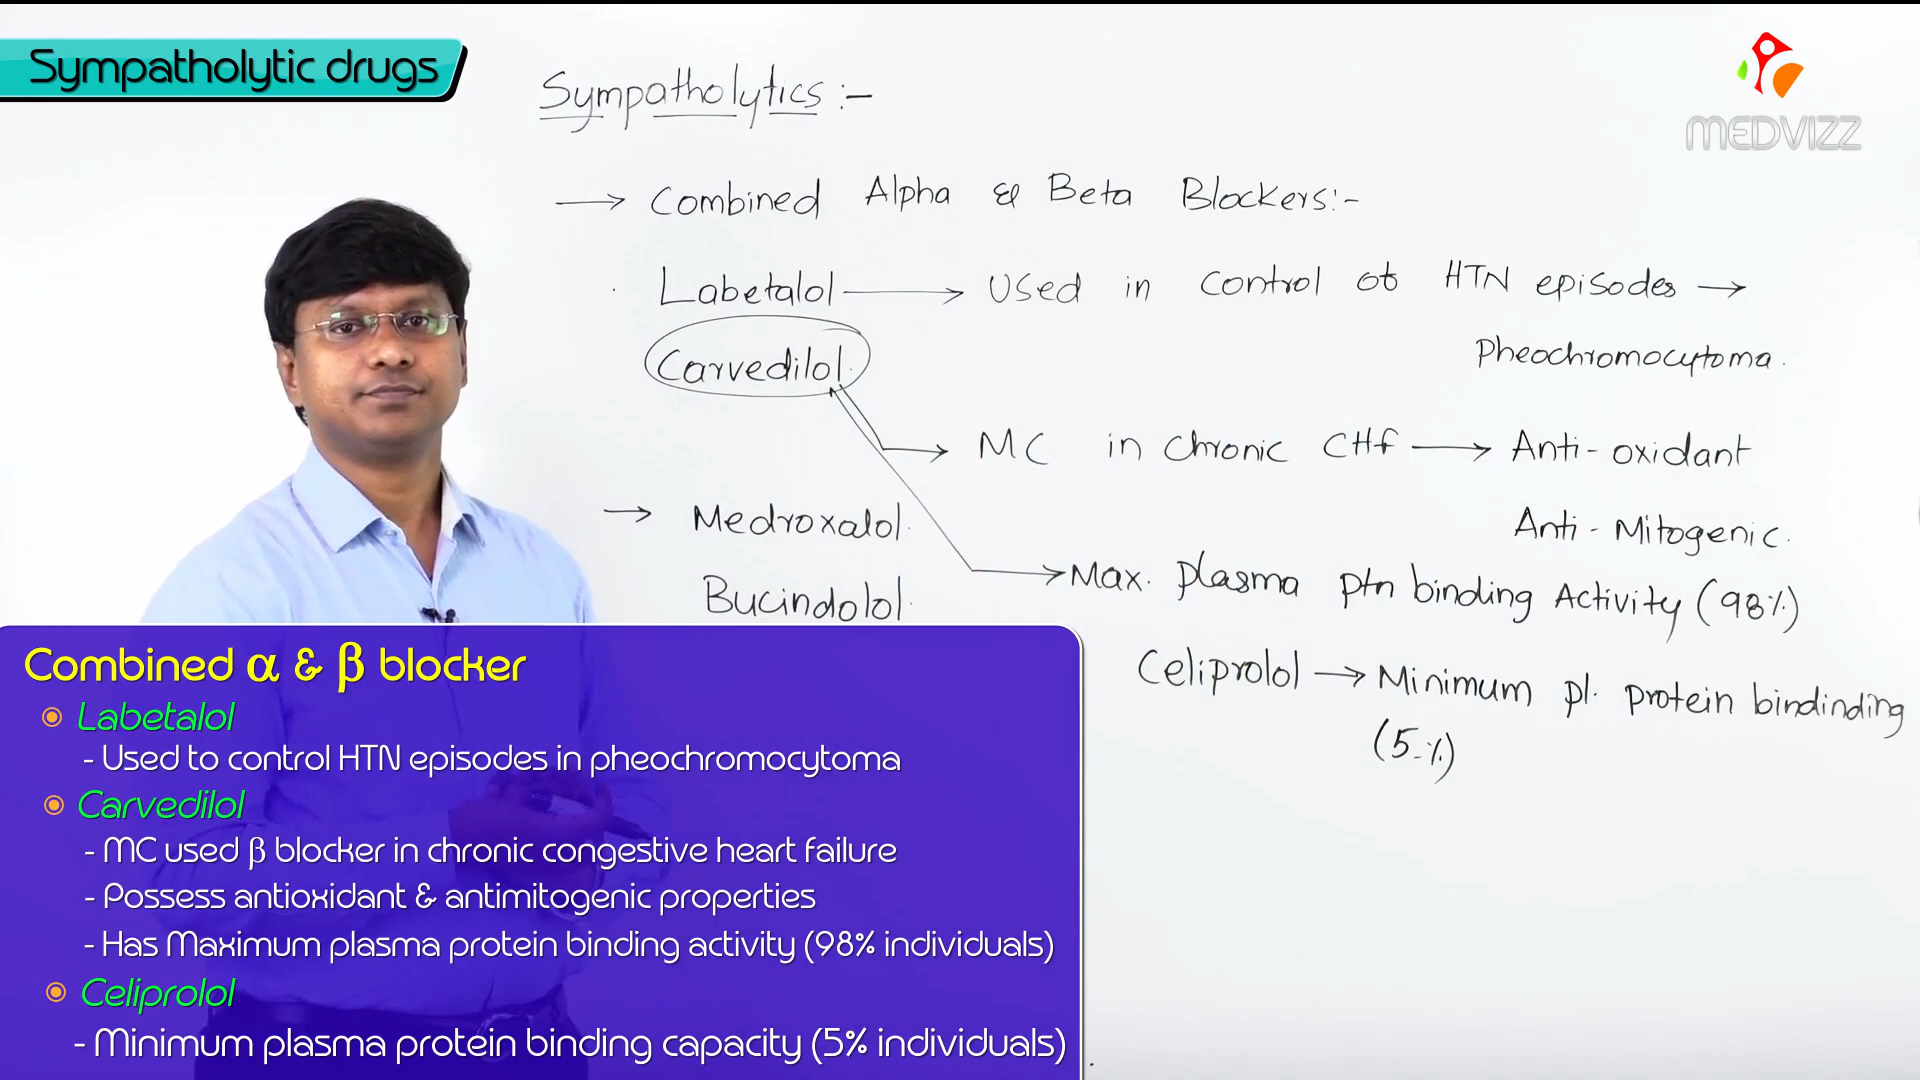 Sympatholytic drugs
MEDVIZZ
Sympatholytics :-
→ Combined Alpha & Beta Blockers:-
Labetalol → Used in control of HTN episodes →
Pheochromocytoma.
Carvedilol
→ MC in chronic CHf → Anti-oxidant
Anti-Mitogenic.
→ Max. plasma ptn binding Activity (98%)
→ Medroxalol
Bucindolol
Celiprolol → Minimum pl. protein bindinding
(5%)
Combined α & β blocker
Labetalol
- Used to control HTN episodes in pheochromocytoma
Carvedilol
- MC used β blocker in chronic congestive heart failure
- Possess antioxidant & antimitogenic properties
- Has Maximum plasma protein binding activity (98% individuals)
Celiprolol
- Minimum plasma protein binding capacity (5% individuals)